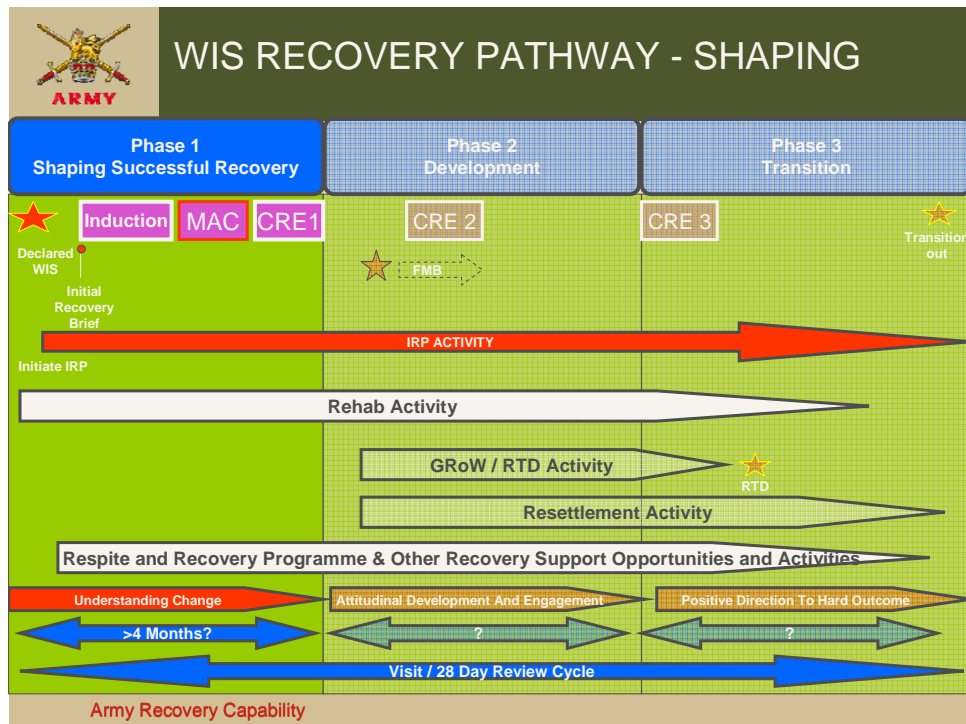 ARMY
WIS RECOVERY PATHWAY - SHAPING
Phase 1
Shaping Successful Recovery
Phase 2
Development
Phase 3
Transition
Induction
MAC
CRE1
CRE 2
CRE 3
Declared
WIS
Initial
Recovery
Brief
FMB
Transition
out
IRP ACTIVITY
Initiate IRP
Rehab Activity
GRoW / RTD Activity
RTD
Resettlement Activity
Respite and Recovery Programme & Other Recovery Support Opportunities and Activities
Understanding Change
Attitudinal Development And Engagement
Positive Direction To Hard Outcome
>4 Months?
?
?
Visit / 28 Day Review Cycle
Army Recovery Capability